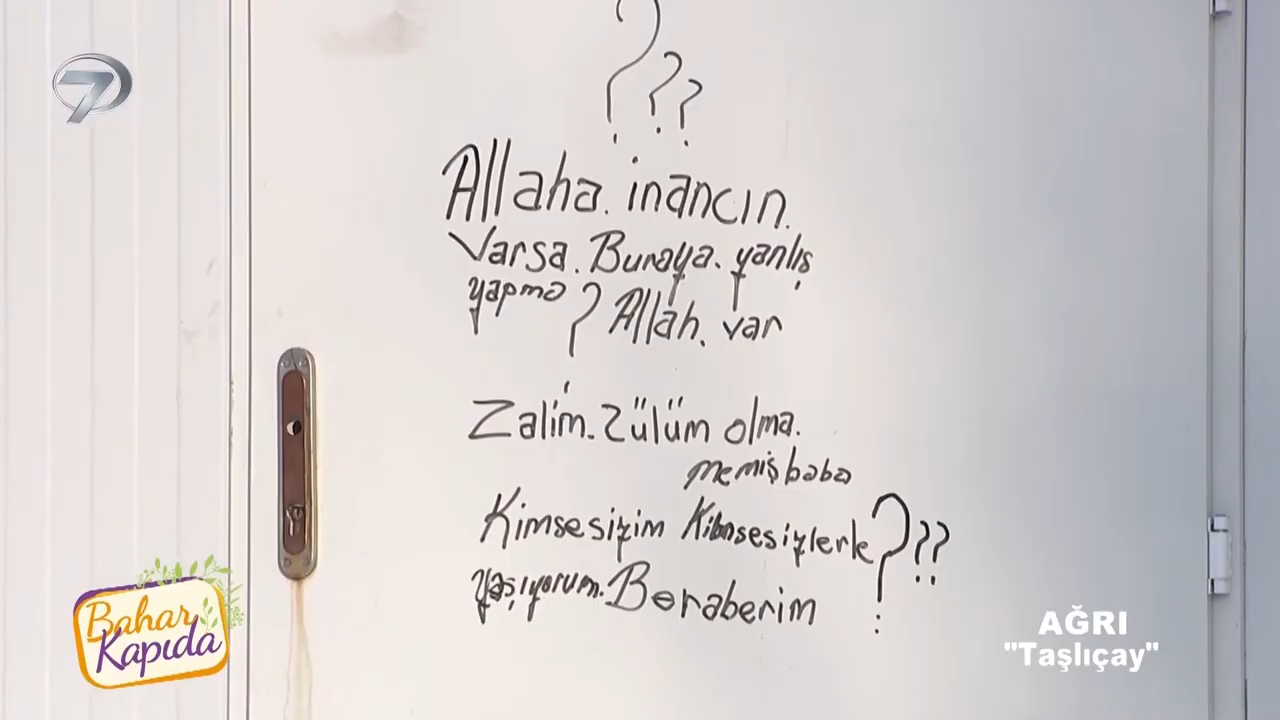 7
???
Allaha. inancın.
Varsa. Buraya. yanlış
yapma ? Allah. var
Zalim. Zülüm olma.
memiş baba
Kimsesizim Kimsesizlerle ???
yaşıyorum. Beraberim
Bahar
Kapıda
AĞRI
"Taşlıçay"